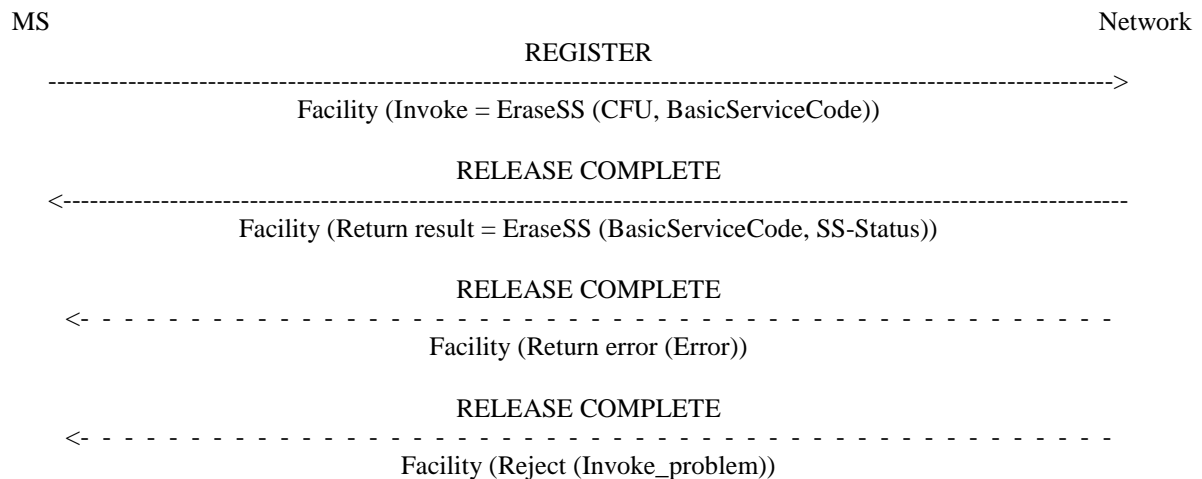 MS Network
REGISTER
------------------------------------------------------------------------------------------------------------------------>
Facility (Invoke = EraseSS (CFU, BasicServiceCode))
RELEASE COMPLETE
<------------------------------------------------------------------------------------------------------------------------
Facility (Return result = EraseSS (BasicServiceCode, SS-Status))
RELEASE COMPLETE
<- - - - - - - - - - - - - - - - - - - - - - - - - - - - - - - - - - - - - - - - - - - - - - - - - - - - - - - -
Facility (Return error (Error))
RELEASE COMPLETE
<- - - - - - - - - - - - - - - - - - - - - - - - - - - - - - - - - - - - - - - - - - - - - - - - - - - - - - - -
Facility (Reject (Invoke_problem))